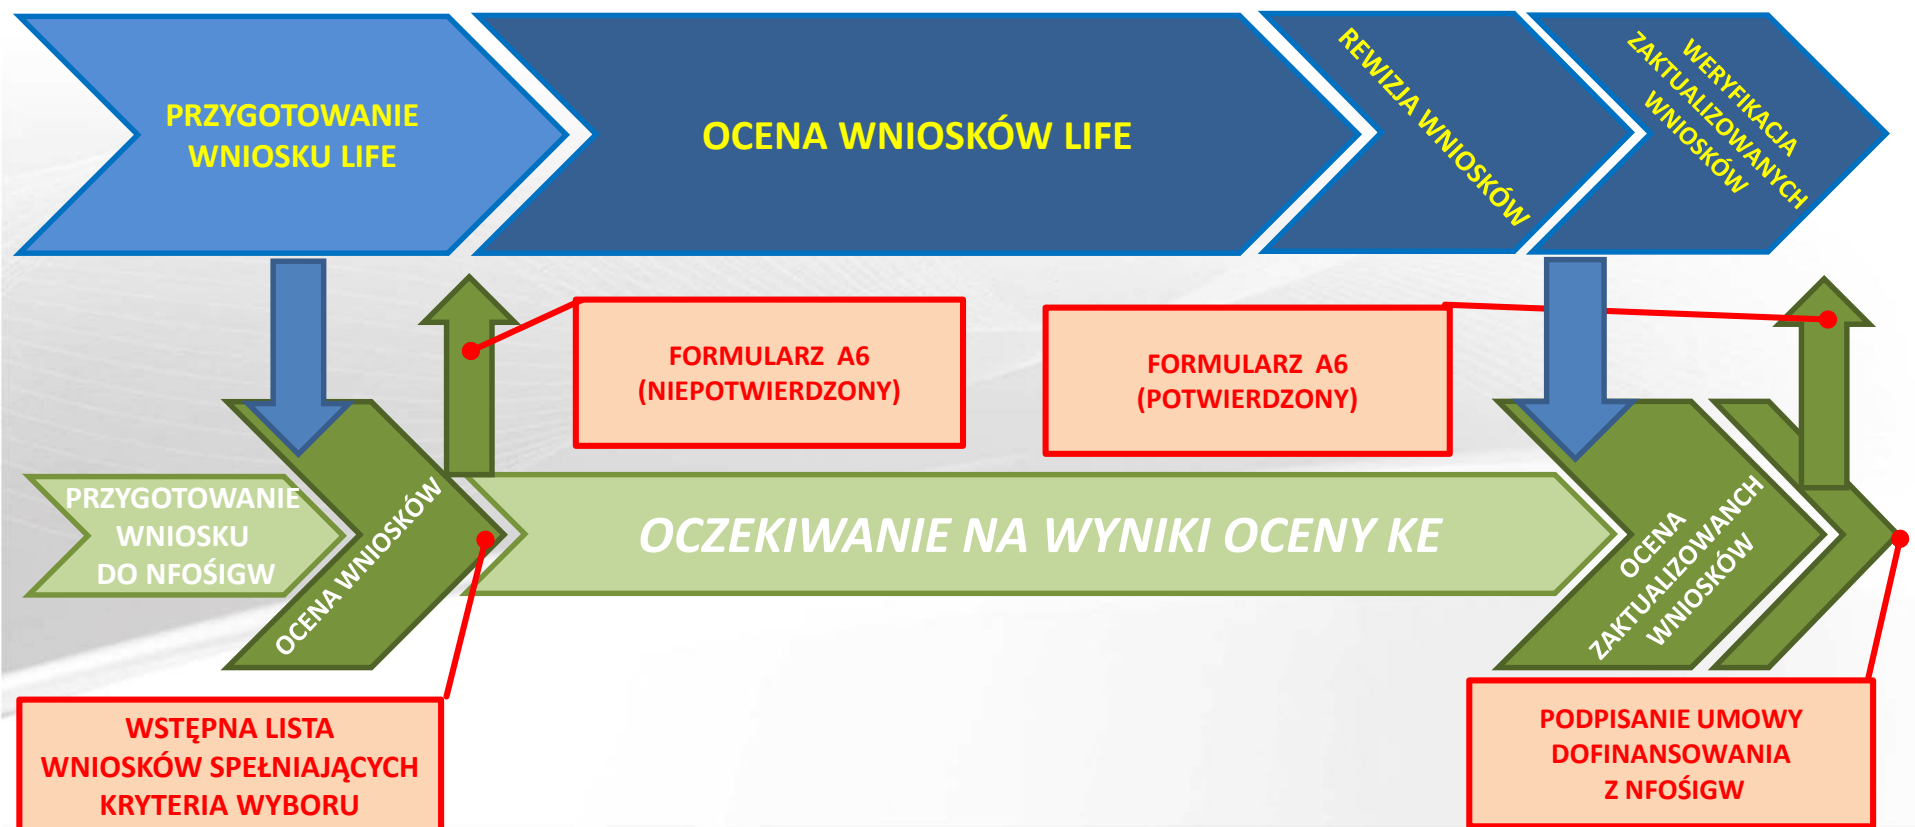 PRZYGOTOWANIE
WNIOSKU LIFE
OCENA WNIOSKÓW LIFE
REWIZJA WNIOSKÓW
WERYFIKACJA
ZAKTUALIZOWANYCH
WNIOSKÓW
FORMULARZ A6
(NIEPOTWIERDZONY)
FORMULARZ A6
(POTWIERDZONY)
PRZYGOTOWANIE
WNIOSKU
DO NFOŚIGW
OCENA WNIOSKÓW
OCZEKIWANIE NA WYNIKI OCENY KE
OCENA
ZAKTUALIZOWANCH
WNIOSKÓW
WSTĘPNA LISTA
WNIOSKÓW SPEŁNIAJĄCYCH
KRYTERIA WYBORU
PODPISANIE UMOWY
DOFINANSOWANIA
Z NFOŚIGW